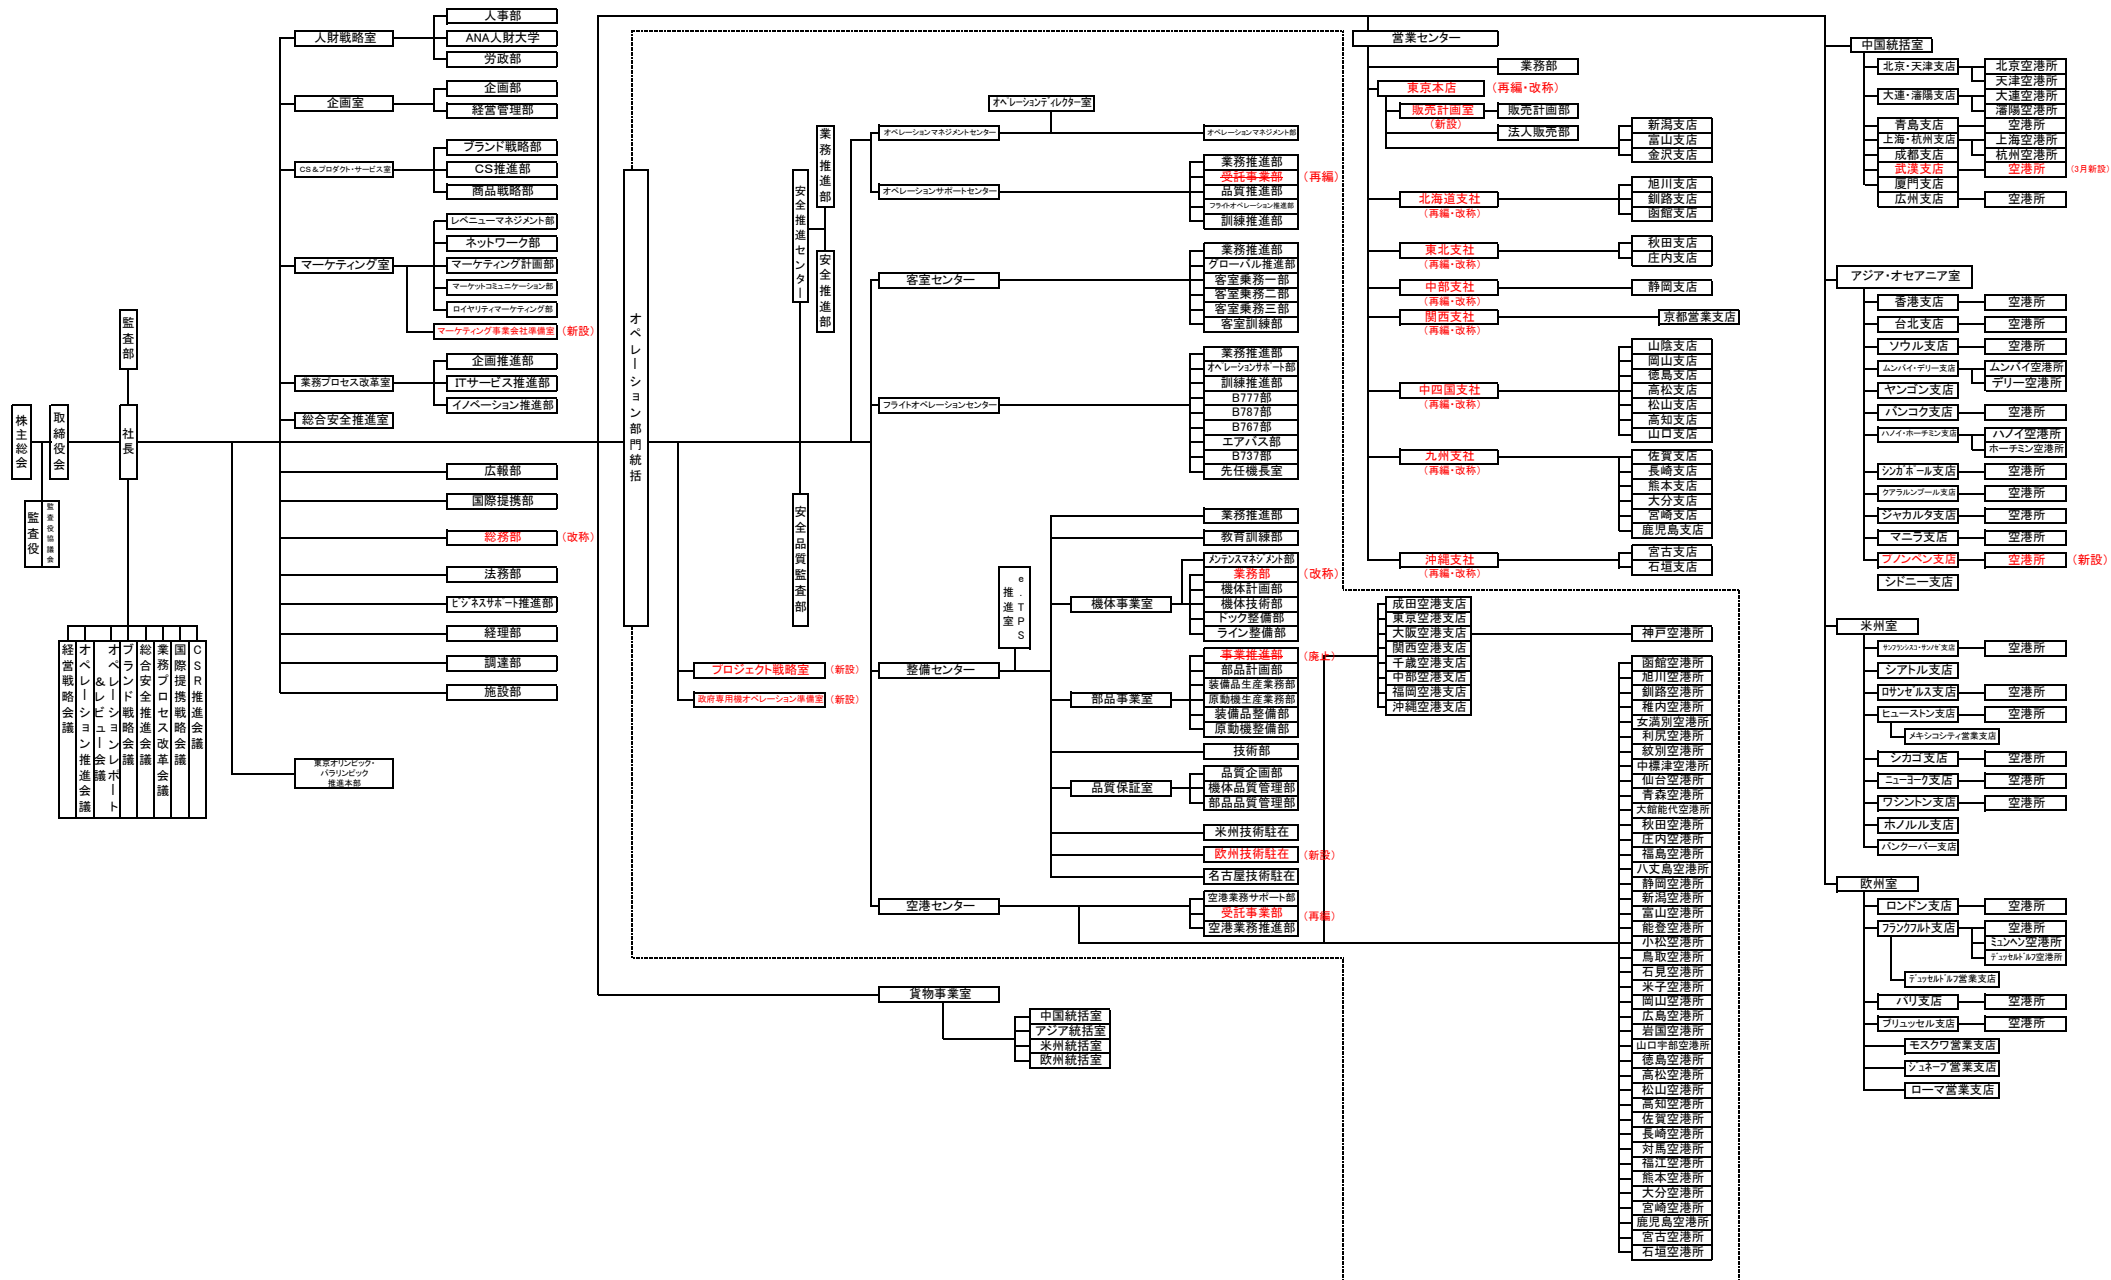 株主総会
取締役会
監査役
監査役協議会
監査部
社長
経営戦略会議
オペレーション推進会議
オペレーションレポート
&レビュー会議
ブランド戦略会議
総合安全推進会議
業務プロセス改革会議
国際提携戦略会議
CSR推進会議
人財戦略室
人事部
ANA人財大学
労政部
企画室
企画部
経営管理部
CS&プロダクト・サービス室
ブランド戦略部
CS推進部
商品戦略部
マーケティング室
レベニューマネジメント部
ネットワーク部
マーケティング計画部
マーケットコミュニケーション部
ロイヤリティマーケティング部
マーケティング事業会社準備室 (新設)
業務プロセス改革室
企画推進部
ITサービス推進部
イノベーション推進部
総合安全推進室
広報部
国際提携部
総務部 (改称)
法務部
ビジネスサポート推進部
経理部
調達部
施設部
東京オリンピック・
パラリンピック
推進本部
オペレーション部門統括
プロジェクト戦略室 (新設)
政府専用機オペレーション準備室 (新設)
安全推進センター
業務推進部
安全推進部
安全品質監査部
オペレーションディレクター室
オペレーションマネジメントセンター
オペレーションマネジメント部
オペレーションサポートセンター
業務推進部
受託事業部 (再編)
品質推進部
フライトオペレーション推進部
訓練推進部
客室センター
業務推進部
グローバル推進部
客室乗務一部
客室乗務二部
客室乗務三部
客室訓練部
フライトオペレーションセンター
業務推進部
オペレーションサポート部
訓練推進部
B777部
B787部
B767部
エアバス部
B737部
先任機長室
整備センター
e.TPS
推進室
業務推進部
教育訓練部
機体事業室
メンテンスマネジメント部
業務部 (改称)
機体計画部
機体技術部
ドック整備部
ライン整備部
部品事業室
事業推進部 (廃止)
部品計画部
装備品生産業務部
原動機生産業務部
装備品整備部
原動機整備部
技術部
品質保証室
品質企画部
機体品質管理部
部品品質管理部
米州技術駐在
欧州技術駐在 (新設)
名古屋技術駐在
空港センター
空港業務サポート部
受託事業部 (再編)
空港業務推進部
貨物事業室
中国統括室
アジア統括室
米州統括室
欧州統括室
営業センター
業務部
東京本店 (再編・改称)
販売計画室
(新設)
販売計画部
法人販売部
新潟支店
富山支店
金沢支店
北海道支社
(再編・改称)
旭川支店
釧路支店
函館支店
東北支社
(再編・改称)
秋田支店
庄内支店
中部支社
(再編・改称)
静岡支店
関西支社
(再編・改称)
京都営業支店
中四国支社
(再編・改称)
山陰支店
岡山支店
徳島支店
高松支店
松山支店
高知支店
山口支店
九州支社
(再編・改称)
佐賀支店
長崎支店
熊本支店
大分支店
宮崎支店
鹿児島支店
沖縄支社
(再編・改称)
宮古支店
石垣支店
成田空港支店
東京空港支店
大阪空港支店
関西空港支店
千歳空港支店
中部空港支店
福岡空港支店
沖縄空港支店
神戸空港所
函館空港所
旭川空港所
釧路空港所
稚内空港所
女満別空港所
利尻空港所
紋別空港所
中標津空港所
仙台空港所
青森空港所
大館能代空港所
秋田空港所
庄内空港所
福島空港所
八丈島空港所
静岡空港所
新潟空港所
富山空港所
能登空港所
小松空港所
鳥取空港所
石見空港所
米子空港所
岡山空港所
広島空港所
岩国空港所
山口宇部空港所
徳島空港所
高松空港所
松山空港所
高知空港所
佐賀空港所
長崎空港所
対馬空港所
福江空港所
熊本空港所
大分空港所
宮崎空港所
鹿児島空港所
宮古空港所
石垣空港所
中国統括室
北京・天津支店
北京空港所
天津空港所
大連・瀋陽支店
大連空港所
瀋陽空港所
青島支店 空港所
上海・杭州支店
上海空港所
杭州空港所
成都支店
武漢支店 空港所 (3月新設)
厦門支店
広州支店 空港所
アジア・オセアニア室
香港支店 空港所
台北支店 空港所
ソウル支店 空港所
ムンバイ・デリー支店
ムンバイ空港所
デリー空港所
ヤンゴン支店
バンコク支店 空港所
ハノイ・ホーチミン支店
ハノイ空港所
ホーチミン空港所
シンガポール支店 空港所
クアラルンプール支店 空港所
ジャカルタ支店 空港所
マニラ支店 空港所
プノンペン支店 空港所 (新設)
シドニー支店
米州室
サンフランシスコ・サンノゼ支店 空港所
シアトル支店
ロサンゼルス支店 空港所
ヒューストン支店 空港所
メキシコシティ営業支店
シカゴ支店 空港所
ニューヨーク支店 空港所
ワシントン支店 空港所
ホノルル支店
バンクーバー支店
欧州室
ロンドン支店 空港所
フランクフルト支店 空港所
ミュンヘン空港所
デュッセルドルフ空港所
デュッセルドルフ営業支店
パリ支店 空港所
ブリュッセル支店 空港所
モスクワ営業支店
ジュネーブ営業支店
ローマ営業支店